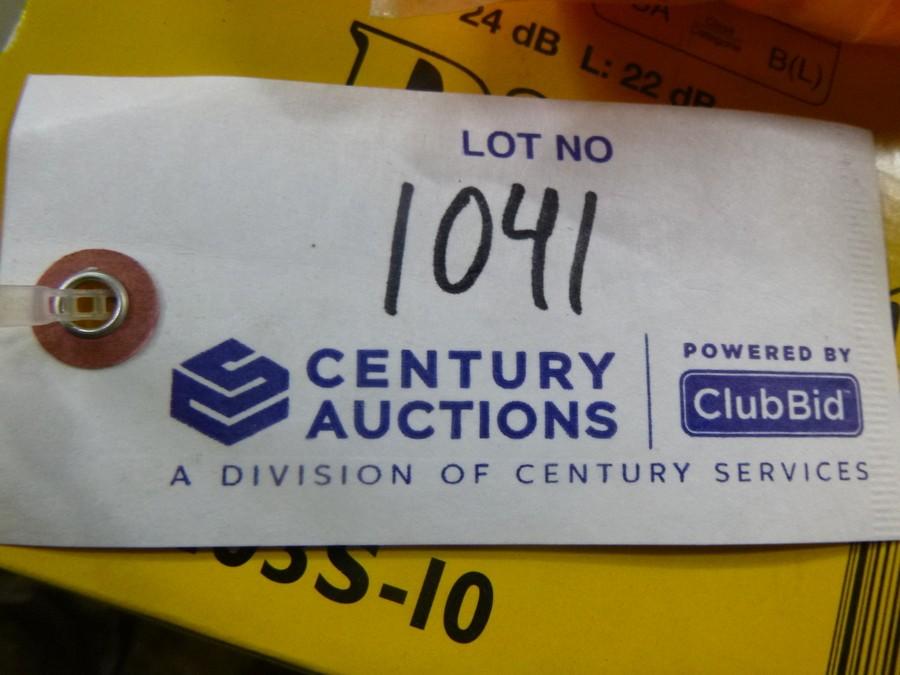 24 dB L: 22 dB
B(L)
LOT NO
1041
CENTURY
AUCTIONS
POWERED BY
ClubBid
A DIVISION OF CENTURY SERVICES
S-10